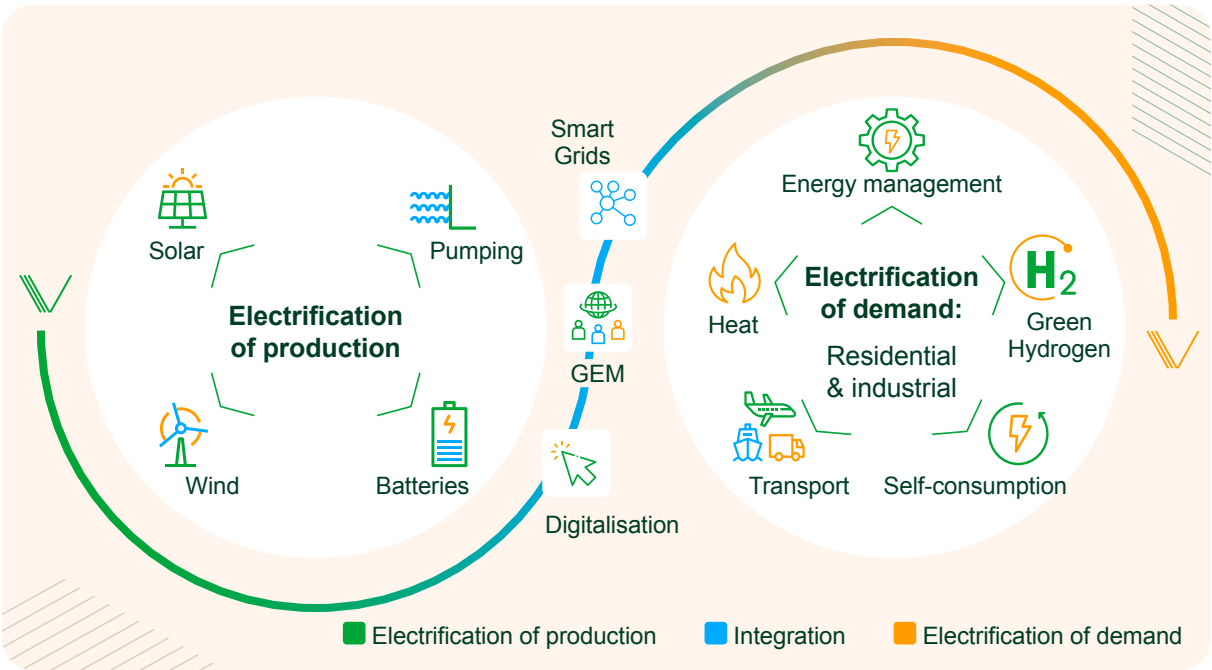 Solar
Pumping
Electrification
of production
Wind
Batteries
Smart
Grids
GEM
Digitalisation
Energy management
Heat
Electrification
of demand:
Residential
& industrial
H2
Green
Hydrogen
Transport
Self-consumption
Electrification of production
Integration
Electrification of demand